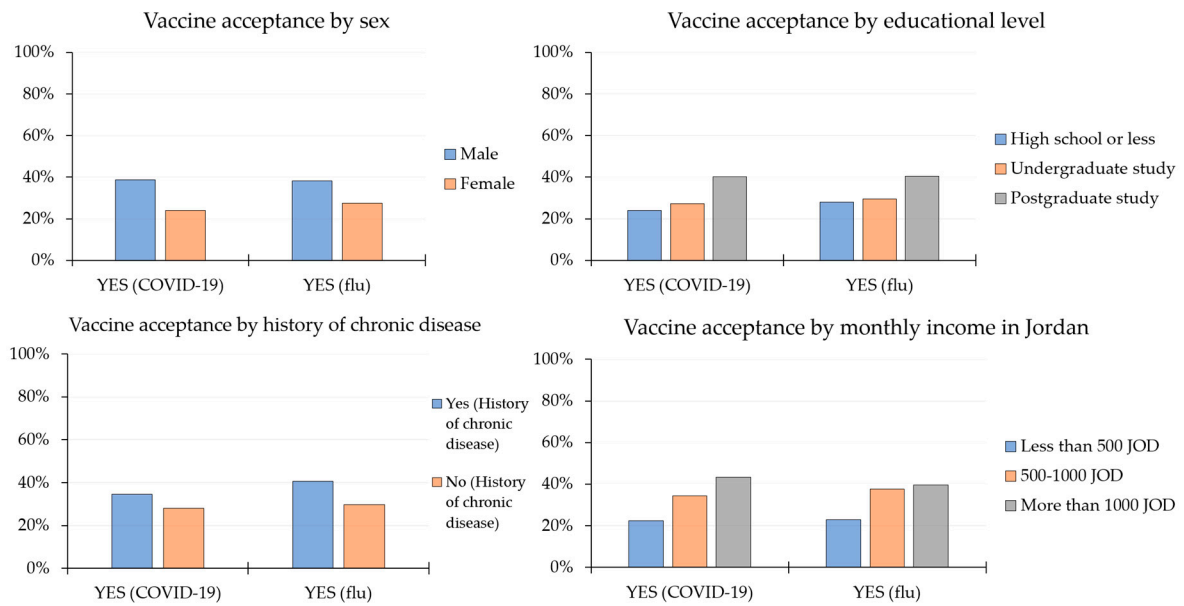 Vaccine acceptance by sex
100%
80%
60%
40%
20%
0%
YES (COVID-19)
YES (flu)
Male
Female
Vaccine acceptance by educational level
100%
80%
60%
40%
20%
0%
YES (COVID-19)
YES (flu)
High school or less
Undergraduate study
Postgraduate study
Vaccine acceptance by history of chronic disease
100%
80%
60%
40%
20%
0%
YES (COVID-19)
YES (flu)
Yes (History
of chronic
disease)
No (History
of chronic
disease)
Vaccine acceptance by monthly income in Jordan
100%
80%
60%
40%
20%
0%
YES (COVID-19)
YES (flu)
Less than 500 JOD
500-1000 JOD
More than 1000 JOD